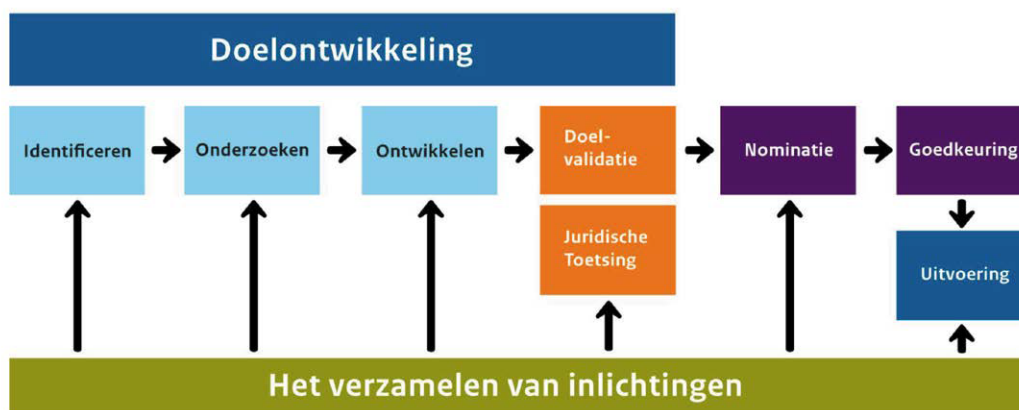 Doelontwikkeling
Identificeren
Onderzoeken
Ontwikkelen
Doel-
validatie
Nominatie
Goedkeuring
Juridische
Toetsing
Uitvoering
Het verzamelen van inlichtingen